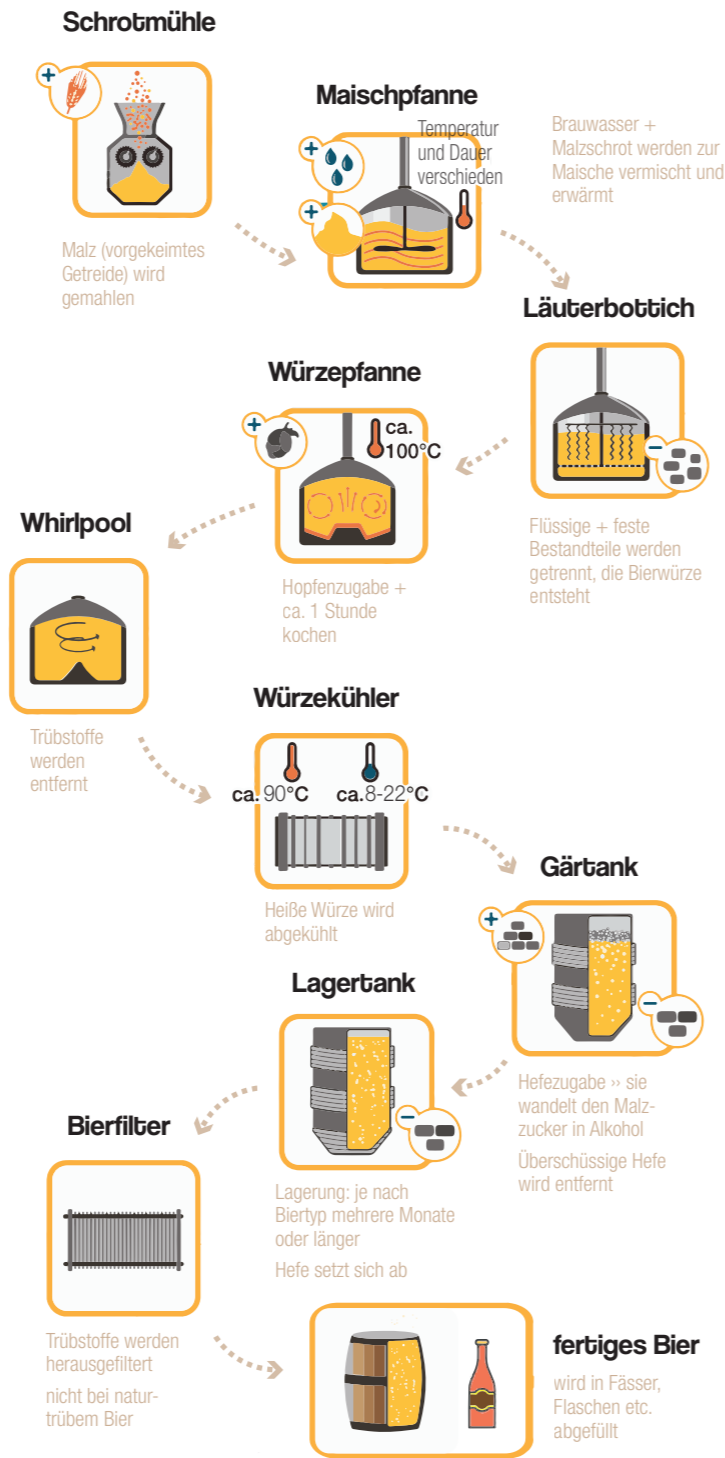 Schrotmühle
Malz (vorgekeimtes
Getreide) wird
gemahlen
Maischpfanne
Temperatur
und Dauer
verschieden
Brauwasser +
Malzschrot werden zur
Maische vermischt und
erwärmt
Läuterbottich
Flüssige + feste
Bestandteile werden
getrennt, die Bierwürze
entsteht
Würzepfanne
ca.
100°C
Hopfenzugabe +
ca. 1 Stunde
kochen
Whirlpool
Trübstoffe
werden
entfernt
Würzekühler
ca. 90°C
ca.8-22°C
Heiße Würze wird
abgekühlt
Gärtank
Hefezugabe ›› sie
wandelt den Malz-
zucker in Alkohol
Überschüssige Hefe
wird entfernt
Lagertank
Lagerung: je nach
Biertyp mehrere Monate
oder länger
Hefe setzt sich ab
Bierfilter
Trübstoffe werden
herausgefiltert
nicht bei natur-
trübem Bier
fertiges Bier
wird in Fässer,
Flaschen etc.
abgefüllt